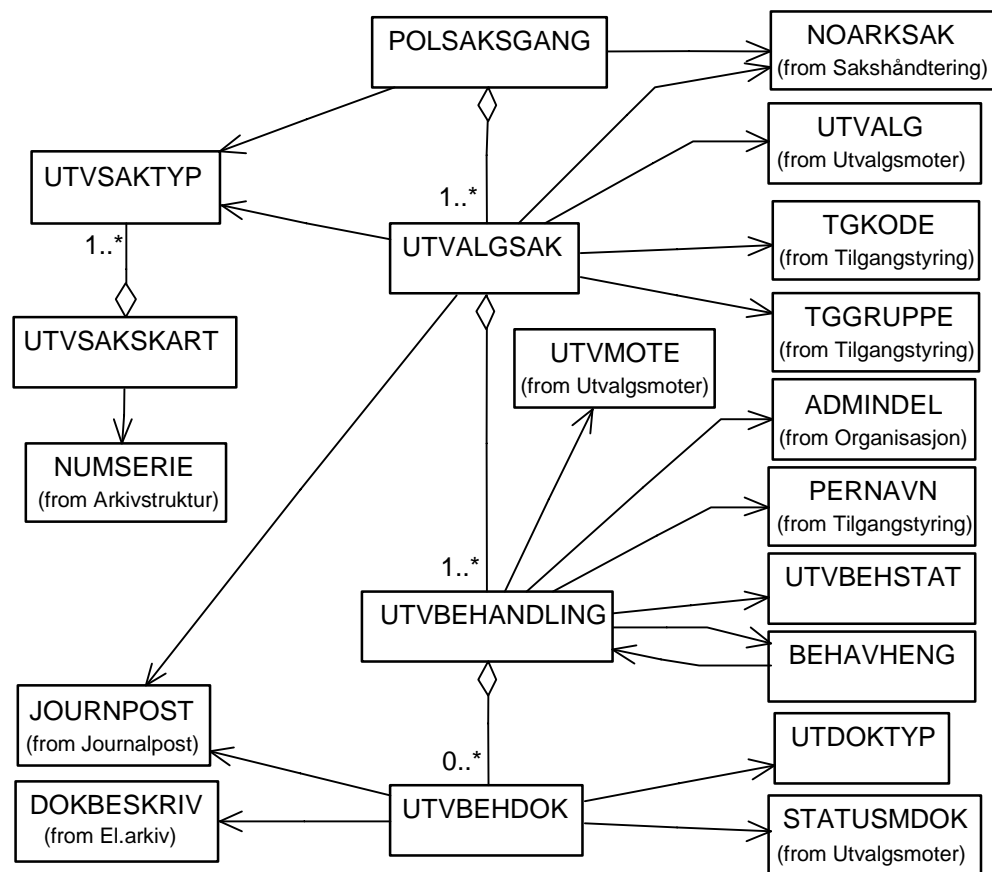 POLSAKSGANG
NOARKSAK
(from Sakshåndtering)
UTVALG
(from Utvalgsmoter)
UTVSAKTYP
1..*
1..*
UTVALGSAK
TGKODE
(from Tilgangstyring)
TGGRUPPE
(from Tilgangstyring)
UTVSAKSKART
UTVMOTE
(from Utvalgsmoter)
ADMINDEL
(from Organisasjon)
NUMSERIE
(from Arkivstruktur)
PERNAVN
(from Tilgangstyring)
1..*
UTVBEHANDLING
UTVBEHSTAT
BEHAVHENG
JOURNPOST
(from Journalpost)
0..*
UTDOKTYP
DOKBESKRIV
(from El.arkiv)
UTVBEHDOK
STATUSMDOK
(from Utvalgsmoter)